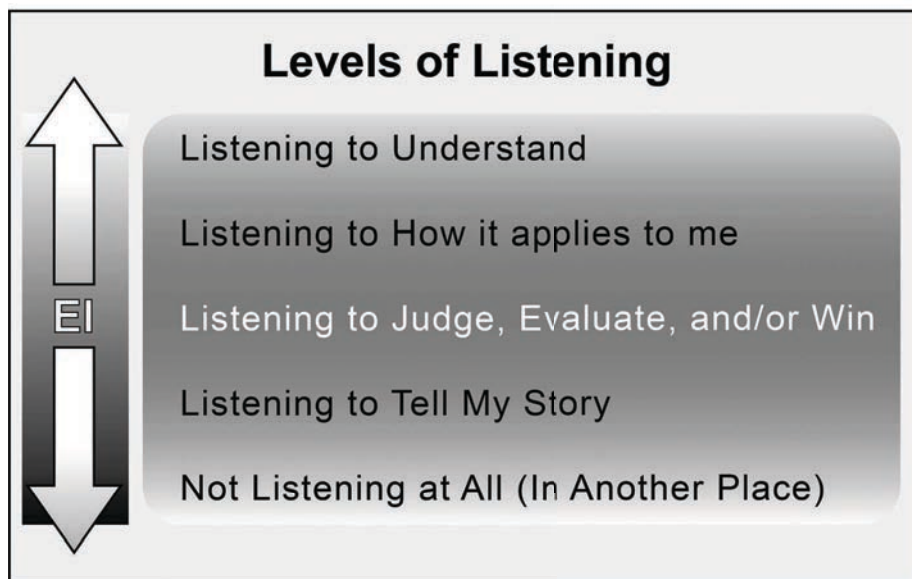 Levels of Listening
Listening to Understand
Listening to How it applies to me
EI
Listening to Judge, Evaluate, and/or Win
Listening to Tell My Story
Not Listening at All (In Another Place)